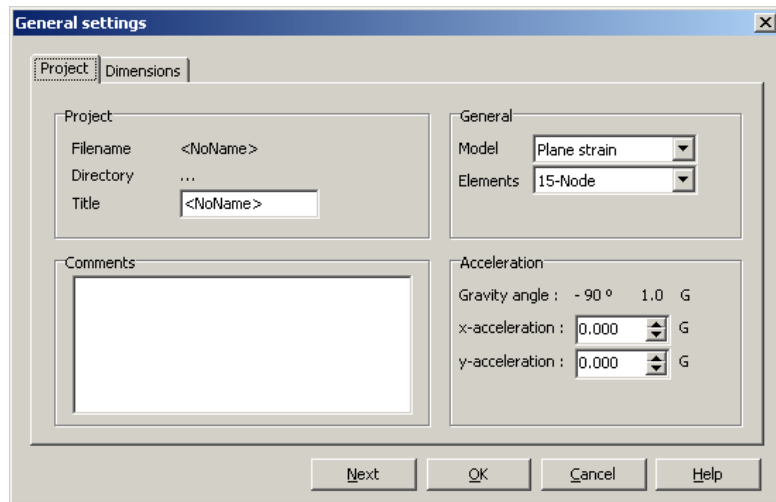 General settings
Project Dimensions
Project
Filename <NoName>
Directory ...
Title <NoName>
General
Model Plane strain
Elements 15-Node
Comments
Acceleration
Gravity angle : - 90 º 1.0 G
x-acceleration : 0.000 G
y-acceleration : 0.000 G
Next OK Cancel Help